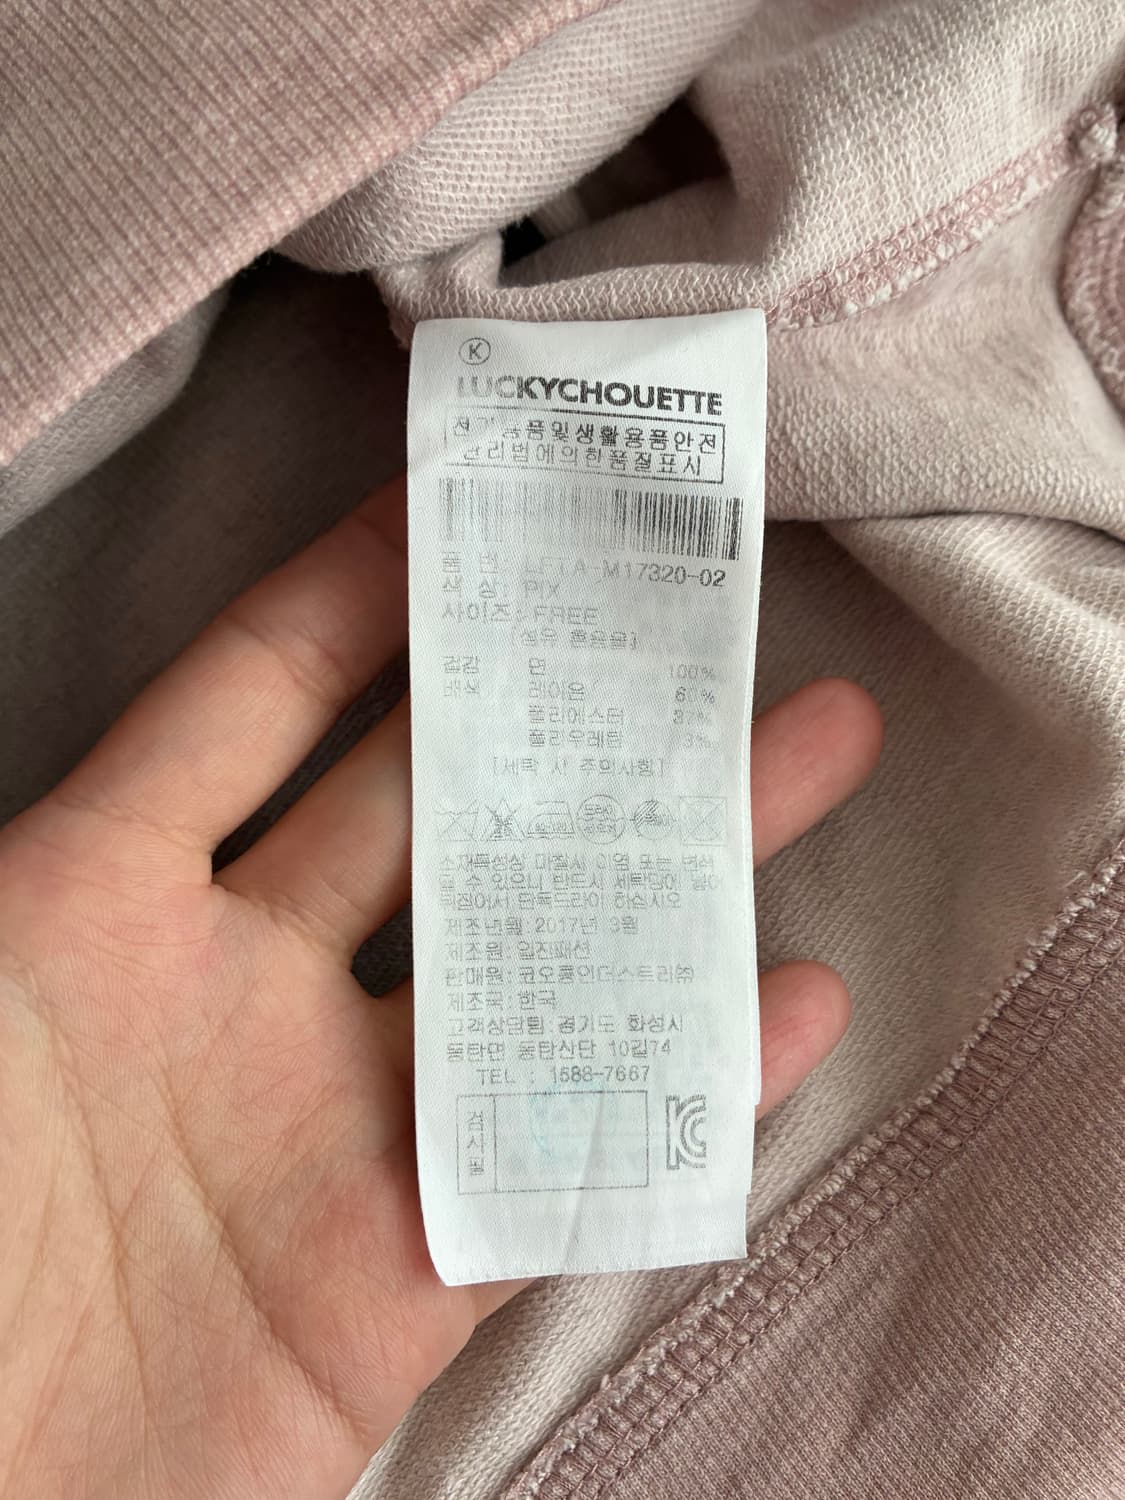 K
LUCKYCHOUETTE
전기용품및생활용품안전
관리법에의한품질표시
품 번: LFTA-M17320-02
색 상: PIX
사이즈: FREE
[섬유 혼용율]
겉감 면 100%
배색 레이온 60%
폴리에스터 37%
폴리우레탄 3%
[세탁 시 주의사항]
소재특성상 마찰시 이염 또는 변색
될 수 있으니 반드시 세탁망에 넣어
뒤집어서 단독드라이 하십시오
제조년월: 2017년 3월
제조원: 일진패션
판매원: 코오롱인더스트리㈜
제조국: 한국
고객상담팀: 경기도 화성시
동탄면 동탄산단 10길74
TEL : 1588-7667
검사필
KC